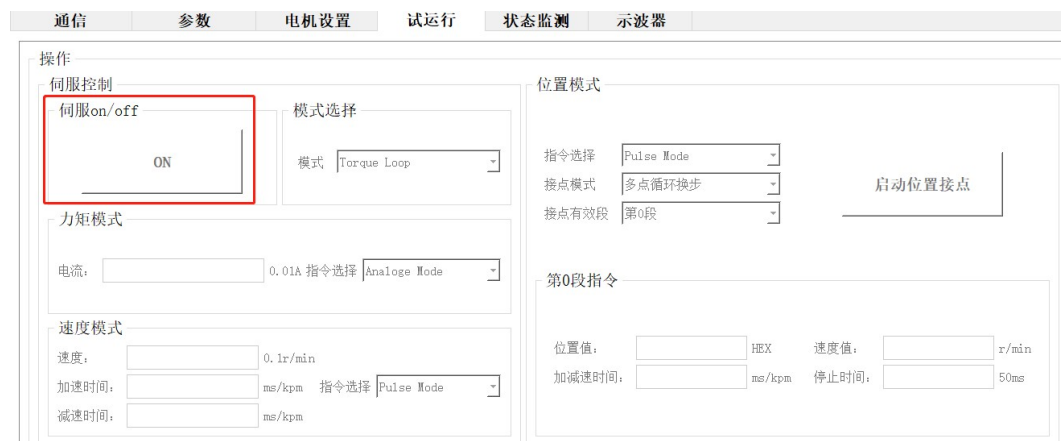 通信 参数 电机设置 试运行 状态监测 示波器
操作
伺服控制
伺服on/off
ON
模式选择
模式 Torque Loop
力矩模式
电流: 0.01A 指令选择 Analoge Mode
速度模式
速度: 0.1r/min
加速时间: ms/kpm 指令选择 Pulse Mode
减速时间: ms/kpm
位置模式
指令选择 Pulse Mode
接点模式 多点循环换步
接点有效段 第0段
启动位置接点
第0段指令
位置值: HEX 速度值: r/min
加减速时间: ms/kpm 停止时间: 50ms